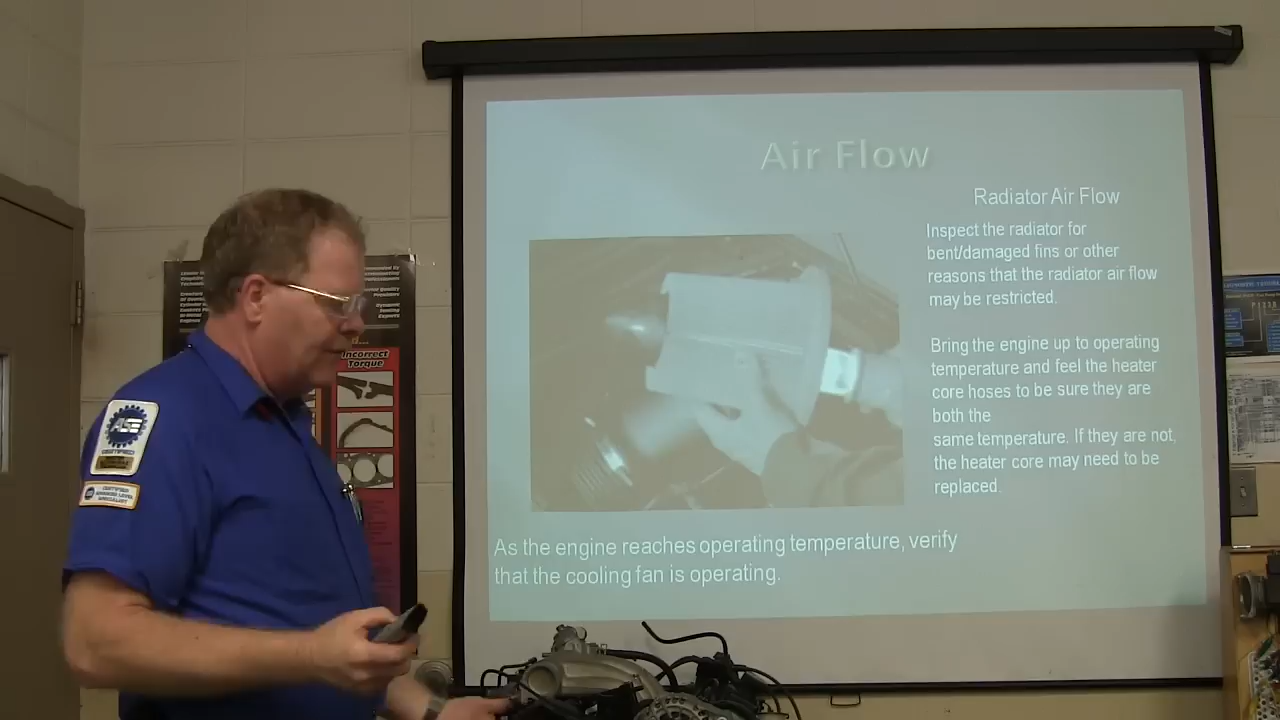 Air Flow
Radiator Air Flow
Inspect the radiator for
bent/damaged fins or other
reasons that the radiator air flow
may be restricted.
Bring the engine up to operating
temperature and feel the heater
core hoses to be sure they are
both the
same temperature. If they are not,
the heater core may need to be
replaced.
As the engine reaches operating temperature, verify
that the cooling fan is operating.
Incorrect
Torque
ASE
CERTIFIED